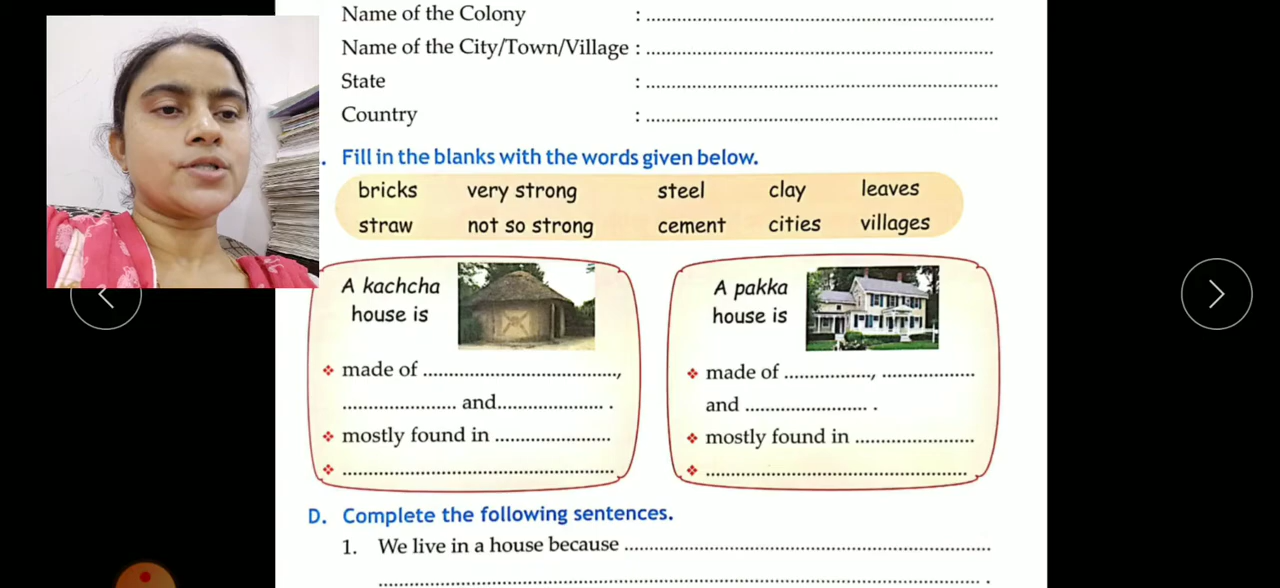 Name of the Colony : ..........
Name of the City/Town/Village : ..........
State : ..........
Country : ..........
. Fill in the blanks with the words given below.
bricks very strong steel clay leaves
straw not so strong cement cities villages
A kachcha
house is
❖ made of ..........,
.......... and.......... .
❖ mostly found in ..........
❖ ..........
A pakka
house is
❖ made of .........., ..........
and .......... .
❖ mostly found in ..........
❖ ..........
D. Complete the following sentences.
1. We live in a house because ..........
.......... .